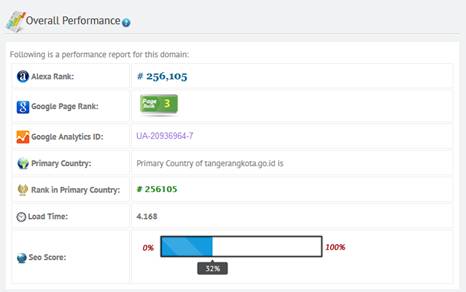 Overall Performance
Following is a performance report for this domain:
Alexa Rank: # 256,105
Google Page Rank: Page Rank 3
Google Analytics ID: UA-20936964-7
Primary Country: Primary Country of tangerangkota.go.id is
Rank in Primary Country: # 256105
Load Time: 4.168
Seo Score: 0% 100%
32%